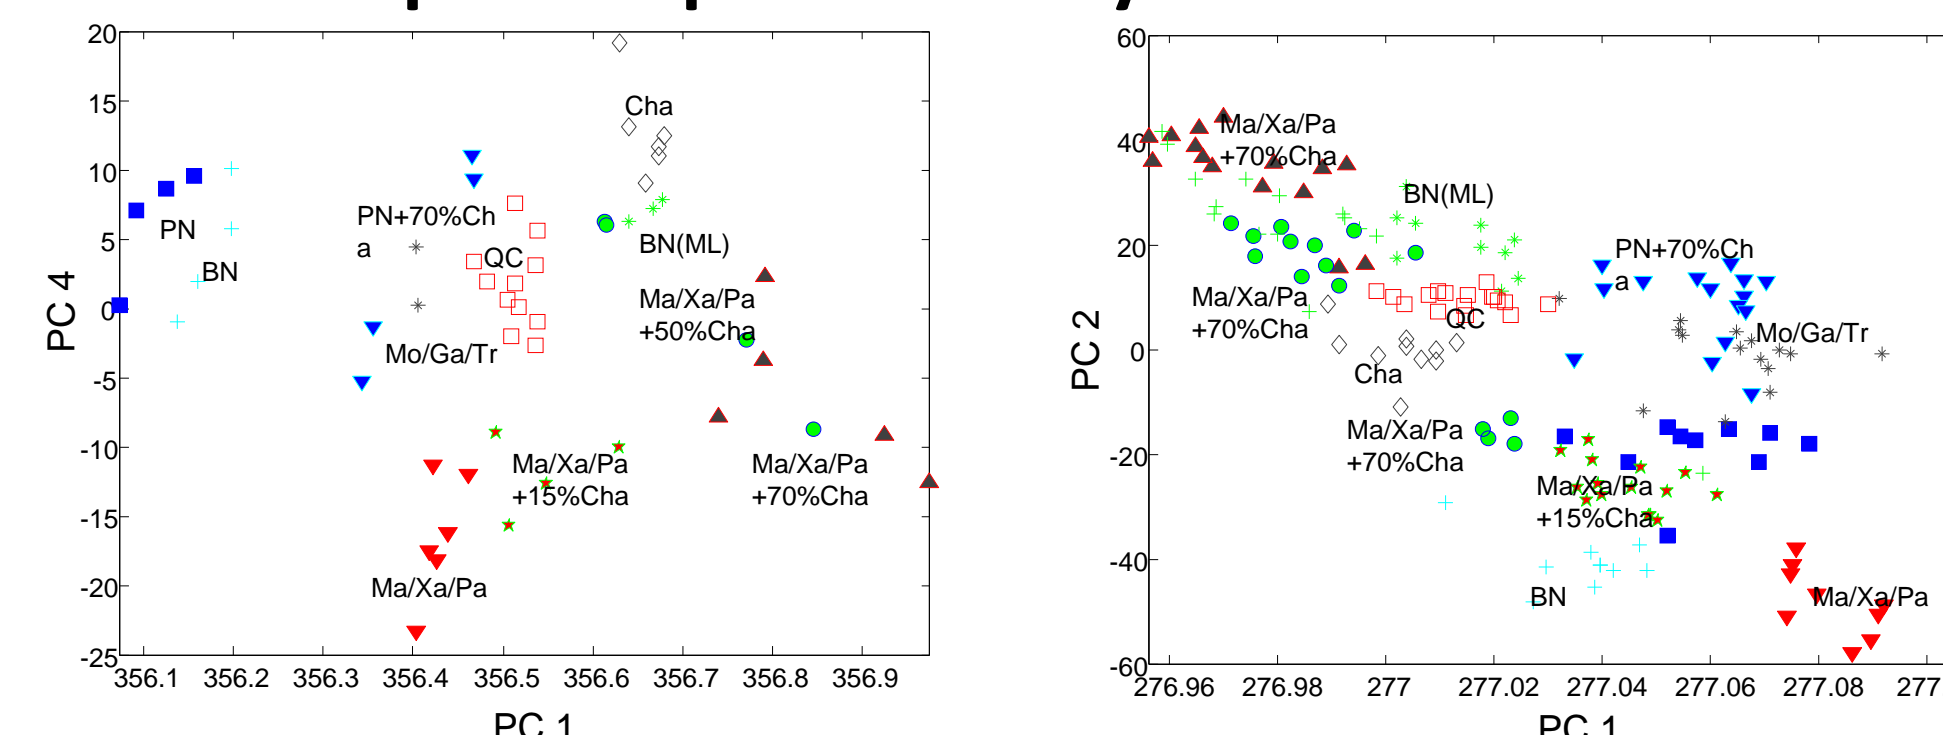 20
15
10
5
0
-5
-10
-15
-20
-25
PC 4
Cha
PN+70%Ch
a
PN
QC
BN(ML)
BN
Ma/Xa/Pa
+50%Cha
Mo/Ga/Tr
Ma/Xa/Pa
+15%Cha
Ma/Xa/Pa
+70%Cha
Ma/Xa/Pa
356.1 356.2 356.3 356.4 356.5 356.6 356.7 356.8 356.9
PC 1
60
40
20
0
-20
-40
-60
PC 2
Ma/Xa/Pa
+70%Cha
BN(ML)
PN+70%Ch
a
Ma/Xa/Pa
+70%Cha
QC
Mo/Ga/Tr
Cha
Ma/Xa/Pa
+70%Cha
Ma/Xa/Pa
+15%Cha
BN
Ma/Xa/Pa
276.96 276.98 277 277.02 277.04 277.06 277.08 277
PC 1